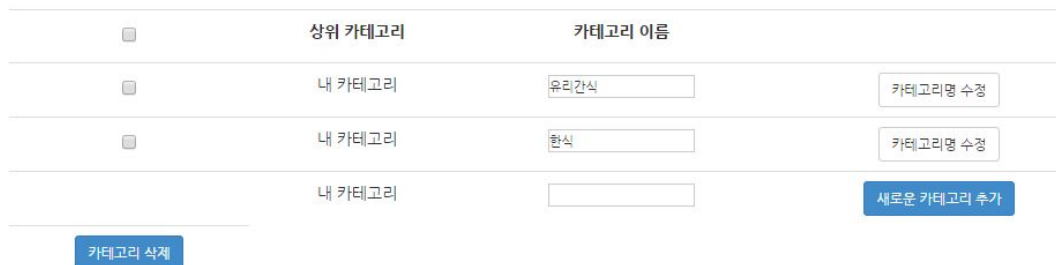 상위 카테고리 카테고리 이름
내 카테고리 유리간식 카테고리명 수정
내 카테고리 한식 카테고리명 수정
내 카테고리 새로운 카테고리 추가
카테고리 삭제